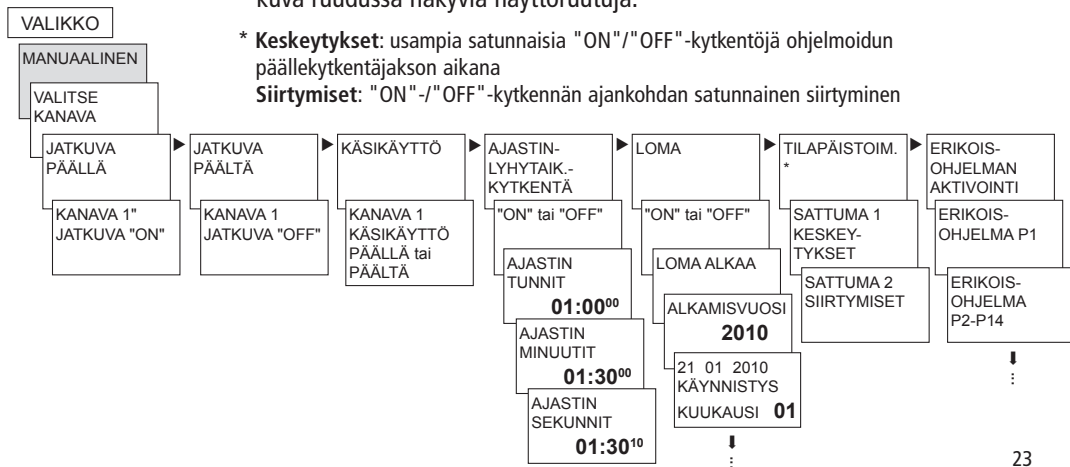 kuva ruudussa näkyviä näyttöruutuja.
* Keskeytykset: usampia satunnaisia "ON"/"OFF"-kytkentöjä ohjelmoidun
päällekytkentäjakson aikana
Siirtymiset: "ON"-/"OFF"-kytkennän ajankohdan satunnainen siirtyminen
VALIKKO
MANUAALINEN
VALITSE
KANAVA
JATKUVA
PÄÄLLÄ
KANAVA 1"
JATKUVA "ON"
JATKUVA
PÄÄLTÄ
KANAVA 1
JATKUVA "OFF"
KÄSIKÄYTTÖ
KANAVA 1
KÄSIKÄYTTÖ
PÄÄLLÄ tai
PÄÄLTÄ
AJASTIN-
LYHYTAIK.-
KYTKENTÄ
"ON" tai "OFF"
AJASTIN
TUNNIT
01:00⁰⁰
AJASTIN
MINUUTIT
01:30⁰⁰
AJASTIN
SEKUNNIT
01:30¹⁰
LOMA
"ON" tai "OFF"
LOMA ALKAA
ALKAMISVUOSI
2010
21 01 2010
KÄYNNISTYS
KUUKAUSI 01
TILAPÄISTOIM.
*
SATTUMA 1
KESKEY-
TYKSET
SATTUMA 2
SIIRTYMISET
ERIKOIS-
OHJELMAN
AKTIVOINTI
ERIKOIS-
OHJELMA P1
ERIKOIS-
OHJELMA
P2-P14
23